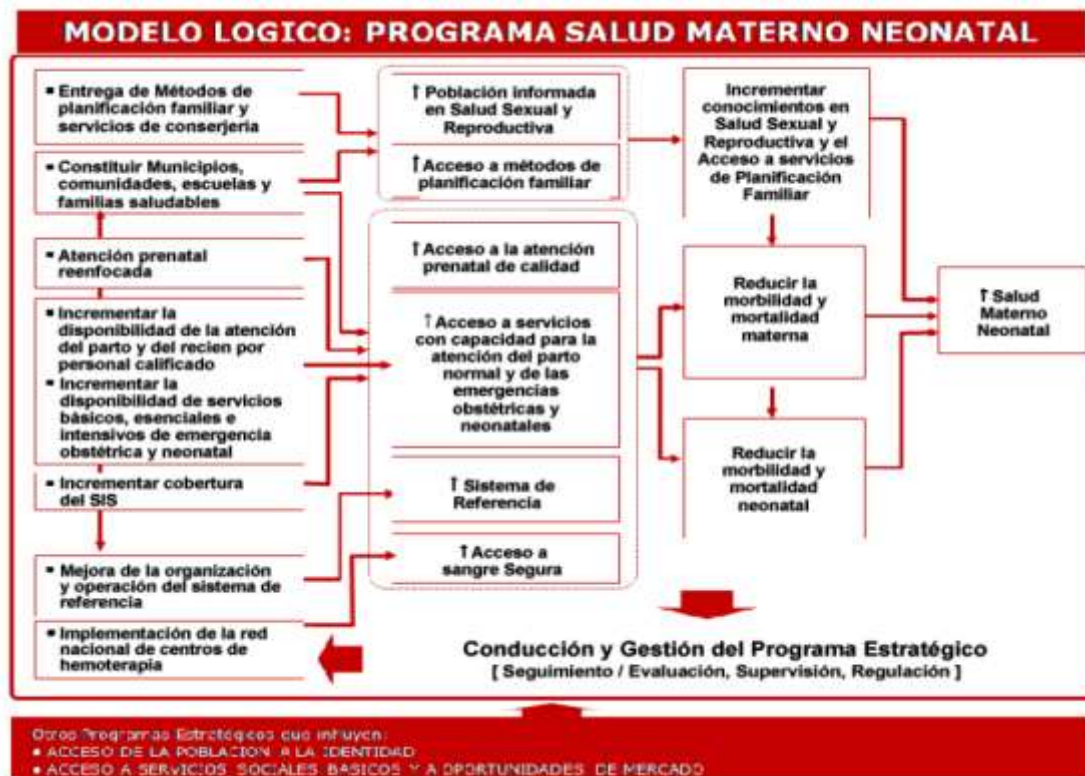 MODELO LOGICO: PROGRAMA SALUD MATERNO NEONATAL
▪ Entrega de Métodos de
planificación familiar y
servicios de conserjería
▪ Constituir Municipios,
comunidades, escuelas y
familias saludables
▪ Atención prenatal
reenfocada
▪ Incrementar la
disponibilidad de la atención
del parto y del recien por
personal calificado
▪ Incrementar la
disponibilidad de servicios
básicos, esenciales e
intensivos de emergencia
obstétrica y neonatal
▪ Incrementar cobertura
del SIS
▪ Mejora de la organización
y operación del sistema de
referencia
▪ Implementación de la red
nacional de centros de
hemoterapia
↑ Población informada
en Salud Sexual y
Reproductiva
↑ Acceso a métodos de
planificación familiar
↑ Acceso a la atención
prenatal de calidad
↑ Acceso a servicios
con capacidad para la
atención del parto
normal y de las
emergencias
obstétricas y
neonatales
↑ Sistema de
Referencia
↑ Acceso a
sangre Segura
Incrementar
conocimientos en
Salud Sexual y
Reproductiva y el
Acceso a servicios
de Planificación
Familiar
Reducir la
morbilidad y
mortalidad
materna
Reducir la
morbilidad y
mortalidad
neonatal
↑ Salud
Materno
Neonatal
Conducción y Gestión del Programa Estratégico
[ Seguimiento / Evaluación, Supervisión, Regulación ]
Otros Programas Estratégicos que influyen:
• ACCESO DE LA POBLACION A LA IDENTIDAD
• ACCESO A SERVICIOS SOCIALES BASICOS Y A OPORTUNIDADES DE MERCADO